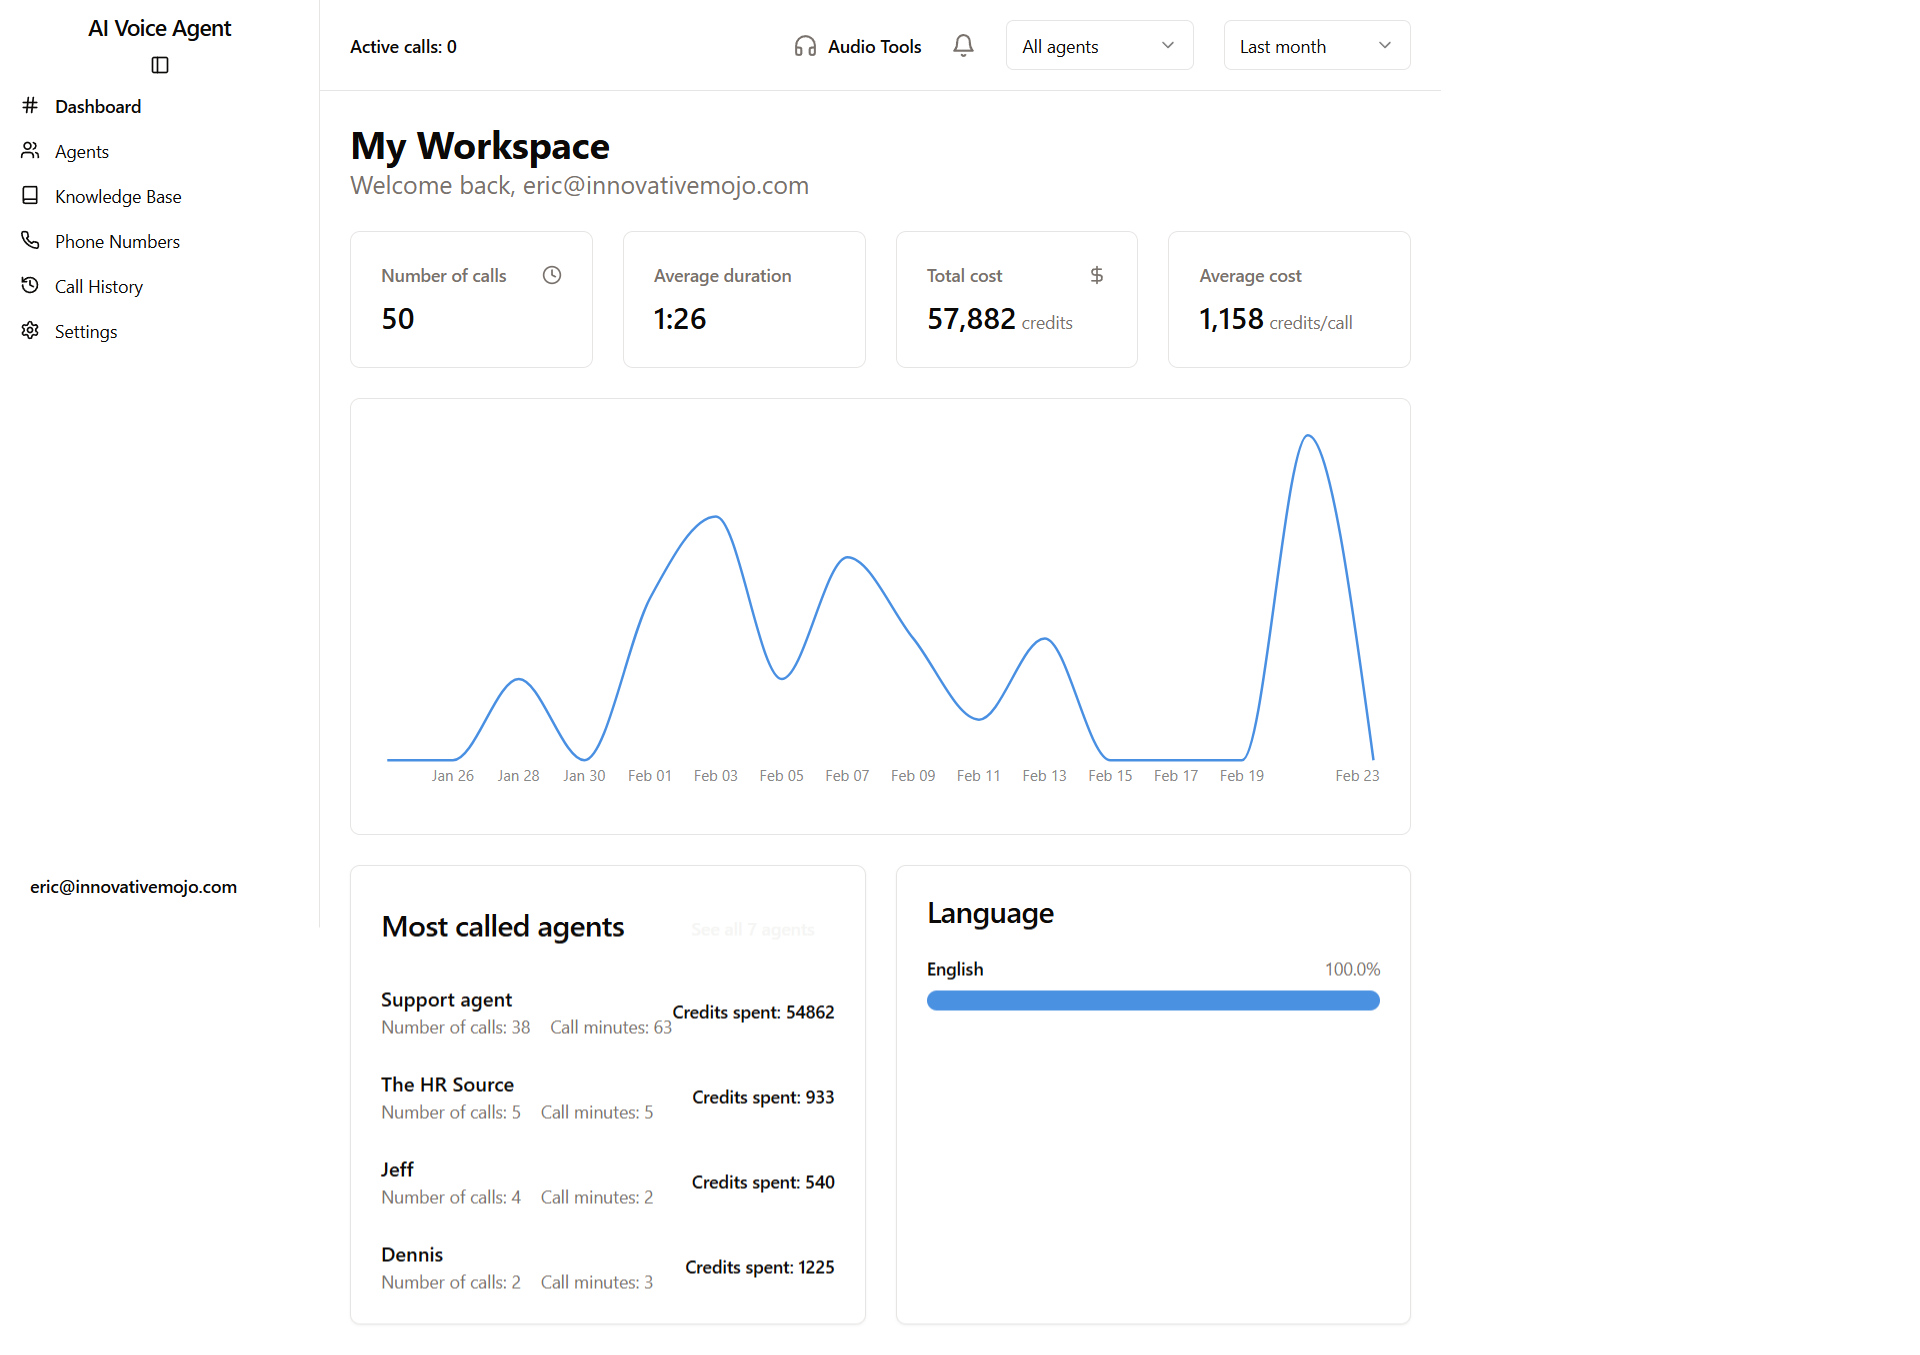 AI Voice Agent
Dashboard
Agents
Knowledge Base
Phone Numbers
Call History
Settings
eric@innovativemojo.com
Active calls: 0
Audio Tools
All agents
Last month
My Workspace
Welcome back, eric@innovativemojo.com
Number of calls
50
Average duration
1:26
Total cost
$
57,882 credits
Average cost
1,158 credits/call
Jan 26 Jan 28 Jan 30 Feb 01 Feb 03 Feb 05 Feb 07 Feb 09 Feb 11 Feb 13 Feb 15 Feb 17 Feb 19 Feb 23
Most called agents
See all 7 agents
Support agent
Number of calls: 38 Call minutes: 63
Credits spent: 54862
The HR Source
Number of calls: 5 Call minutes: 5
Credits spent: 933
Jeff
Number of calls: 4 Call minutes: 2
Credits spent: 540
Dennis
Number of calls: 2 Call minutes: 3
Credits spent: 1225
Language
English 100.0%